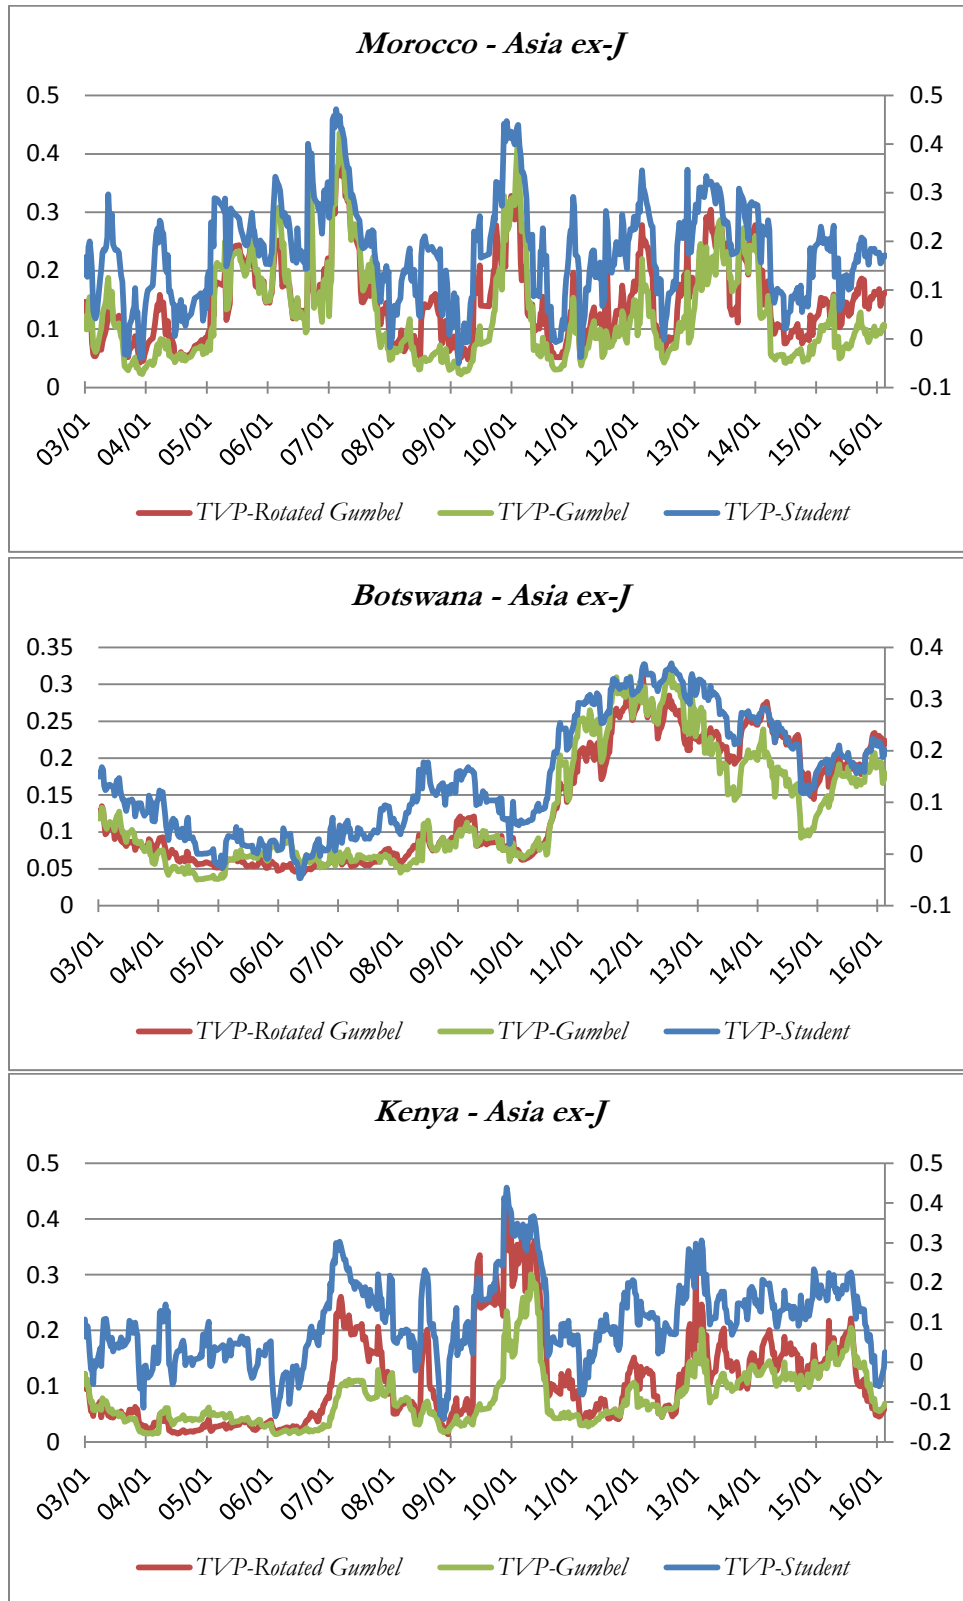 Morocco - Asia ex-J
0.5 0.5
0.4 0.4
0.3 0.3
0.2 0.2
0.1 0.1
0 0
-0.1
03/01 04/01 05/01 06/01 07/01 08/01 09/01 10/01 11/01 12/01 13/01 14/01 15/01 16/01
TVP-Rotated Gumbel TVP-Gumbel TVP-Student
Botswana - Asia ex-J
0.35 0.4
0.3 0.3
0.25
0.2 0.2
0.15
0.1 0.1
0.05 0
0 -0.1
03/01 04/01 05/01 06/01 07/01 08/01 09/01 10/01 11/01 12/01 13/01 14/01 15/01 16/01
TVP-Rotated Gumbel TVP-Gumbel TVP-Student
Kenya - Asia ex-J
0.5 0.5
0.4 0.4
0.3 0.3
0.2 0.2
0.1 0.1
0 0
-0.1
-0.2
03/01 04/01 05/01 06/01 07/01 08/01 09/01 10/01 11/01 12/01 13/01 14/01 15/01 16/01
TVP-Rotated Gumbel TVP-Gumbel TVP-Student